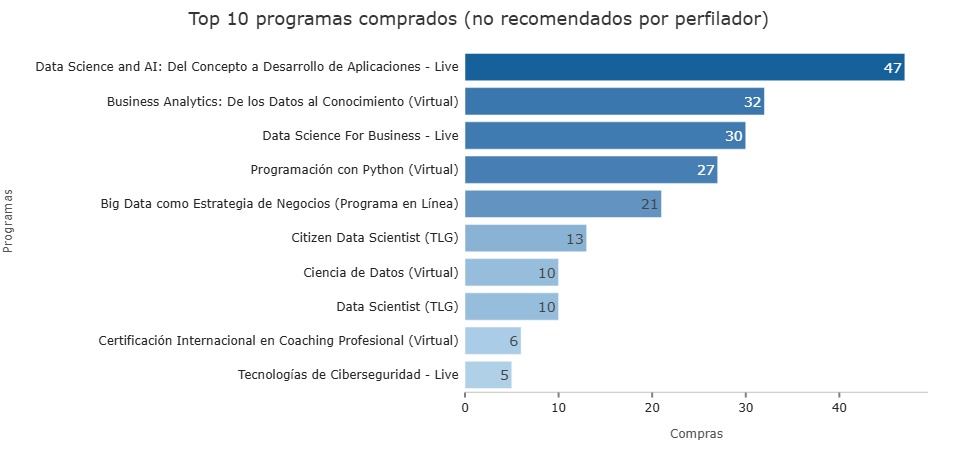 Top 10 programas comprados (no recomendados por perfilador)
Data Science and AI: Del Concepto a Desarrollo de Aplicaciones - Live 47
Business Analytics: De los Datos al Conocimiento (Virtual) 32
Data Science For Business - Live 30
Programación con Python (Virtual) 27
Big Data como Estrategia de Negocios (Programa en Línea) 21
Citizen Data Scientist (TLG) 13
Ciencia de Datos (Virtual) 10
Data Scientist (TLG) 10
Certificación Internacional en Coaching Profesional (Virtual) 6
Tecnologías de Ciberseguridad - Live 5
0 10 20 30 40
Compras
Programas